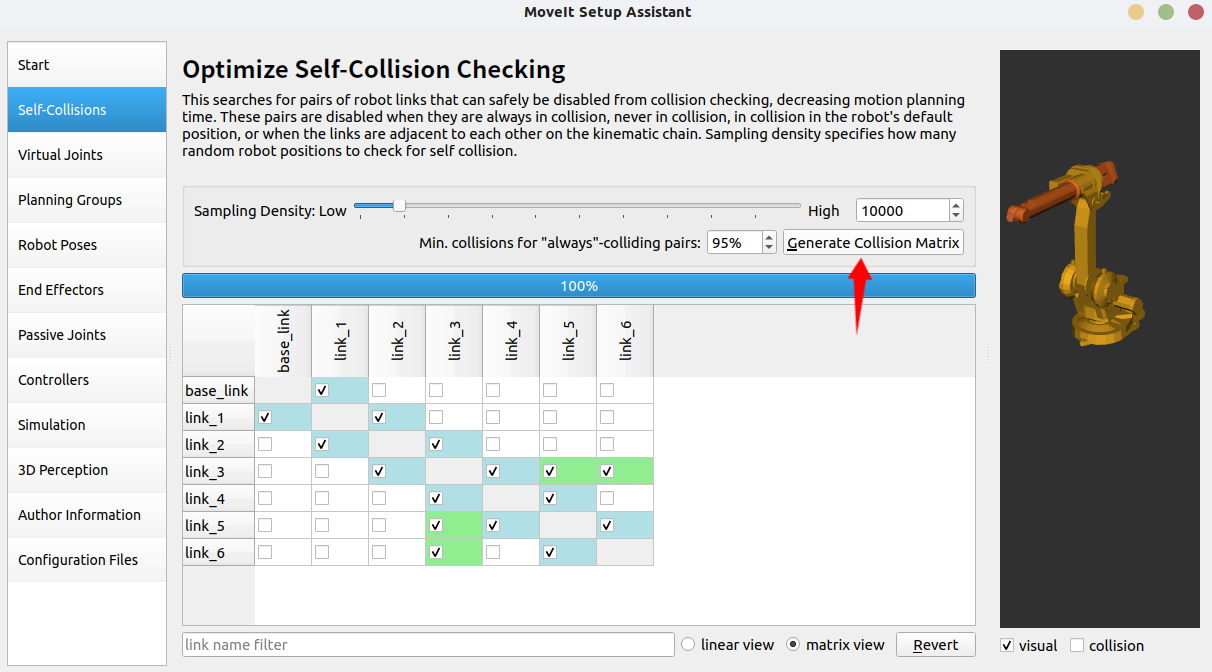 MoveIt Setup Assistant
Start
Self-Collisions
Virtual Joints
Planning Groups
Robot Poses
End Effectors
Passive Joints
Controllers
Simulation
3D Perception
Author Information
Configuration Files
Optimize Self-Collision Checking
This searches for pairs of robot links that can safely be disabled from collision checking, decreasing motion planning
time. These pairs are disabled when they are always in collision, never in collision, in collision in the robot's default
position, or when the links are adjacent to each other on the kinematic chain. Sampling density specifies how many
random robot positions to check for self collision.
Sampling Density: Low High 10000
Min. collisions for "always"-colliding pairs: 95% Generate Collision Matrix
100%
base_link link_1 link_2 link_3 link_4 link_5 link_6
base_link
link_1
link_2
link_3
link_4
link_5
link_6
link name filter linear view matrix view Revert
visual collision